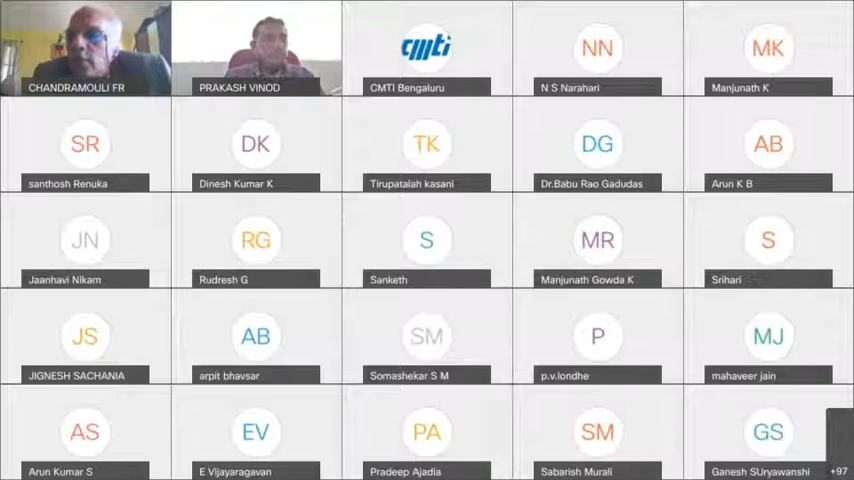 CHANDRAMOULI FR
PRAKASH VINOD
cmti
CMTI Bengaluru
NN
N S Narahari
MK
Manjunath K
SR
santhosh Renuka
DK
Dinesh Kumar K
TK
Tirupataiah kasani
DG
Dr.Babu Rao Gadudas
AB
Arun K B
JN
Jaanhavi Nikam
RG
Rudresh G
S
Sanketh
MR
Manjunath Gowda K
S
Srihari
JS
JIGNESH SACHANIA
AB
arpit bhavsar
SM
Somashekar S M
P
p.v.londhe
MJ
mahaveer jain
AS
Arun Kumar S
EV
E Vijayaragavan
PA
Pradeep Ajadia
SM
Sabarish Murali
GS
Ganesh SUryawanshi
+97